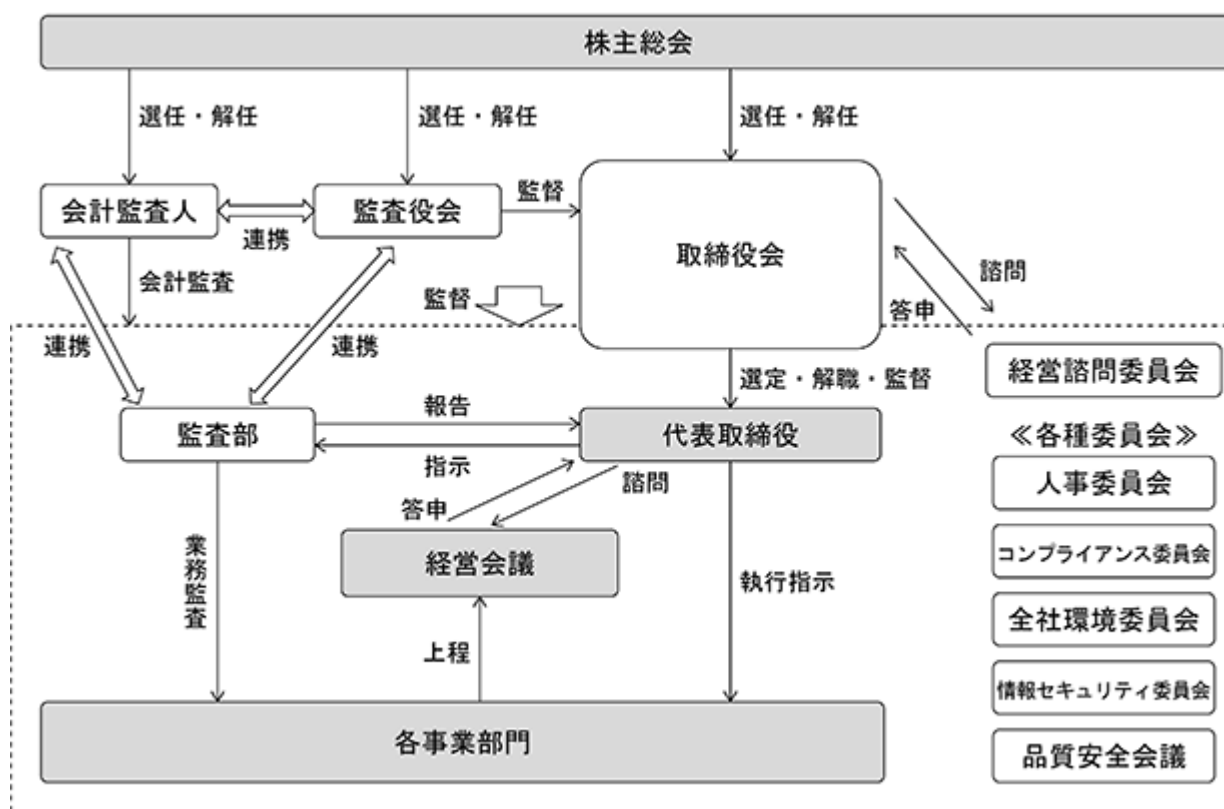 株主総会
選任・解任
選任・解任
選任・解任
会計監査人
連携
監査役会
監督
取締役会
諮問
答申
会計監査
監督
連携
連携
選定・解職・監督
経営諮問委員会
監査部
報告
指示
代表取締役
≪各種委員会≫
人事委員会
答申
諮問
経営会議
コンプライアンス委員会
業務監査
執行指示
全社環境委員会
上程
情報セキュリティ委員会
各事業部門
品質安全会議